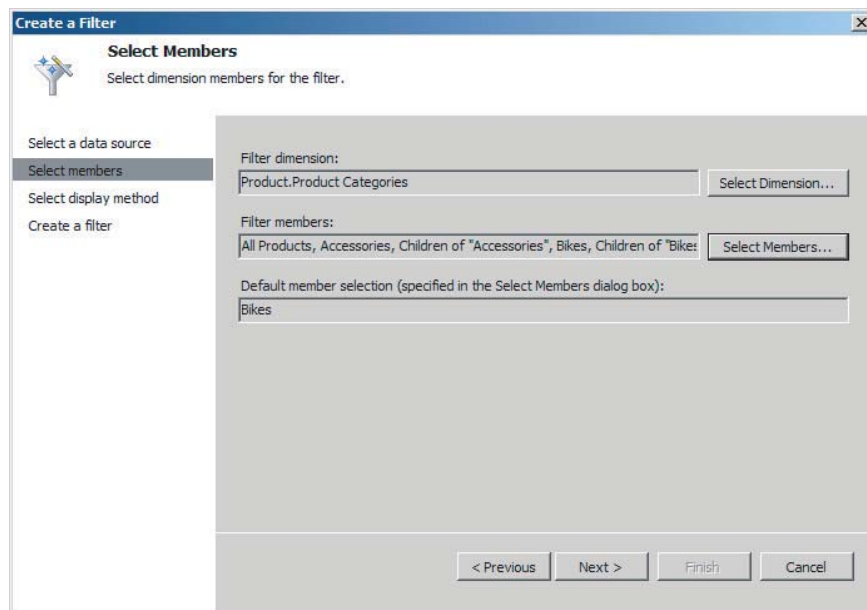 Create a Filter
Select Members
Select dimension members for the filter.
Select a data source
Select members
Select display method
Create a filter
Filter dimension:
Product.Product Categories
Select Dimension...
Filter members:
All Products, Accessories, Children of "Accessories", Bikes, Children of "Bikes
Select Members...
Default member selection (specified in the Select Members dialog box):
Bikes
< Previous
Next >
Finish
Cancel